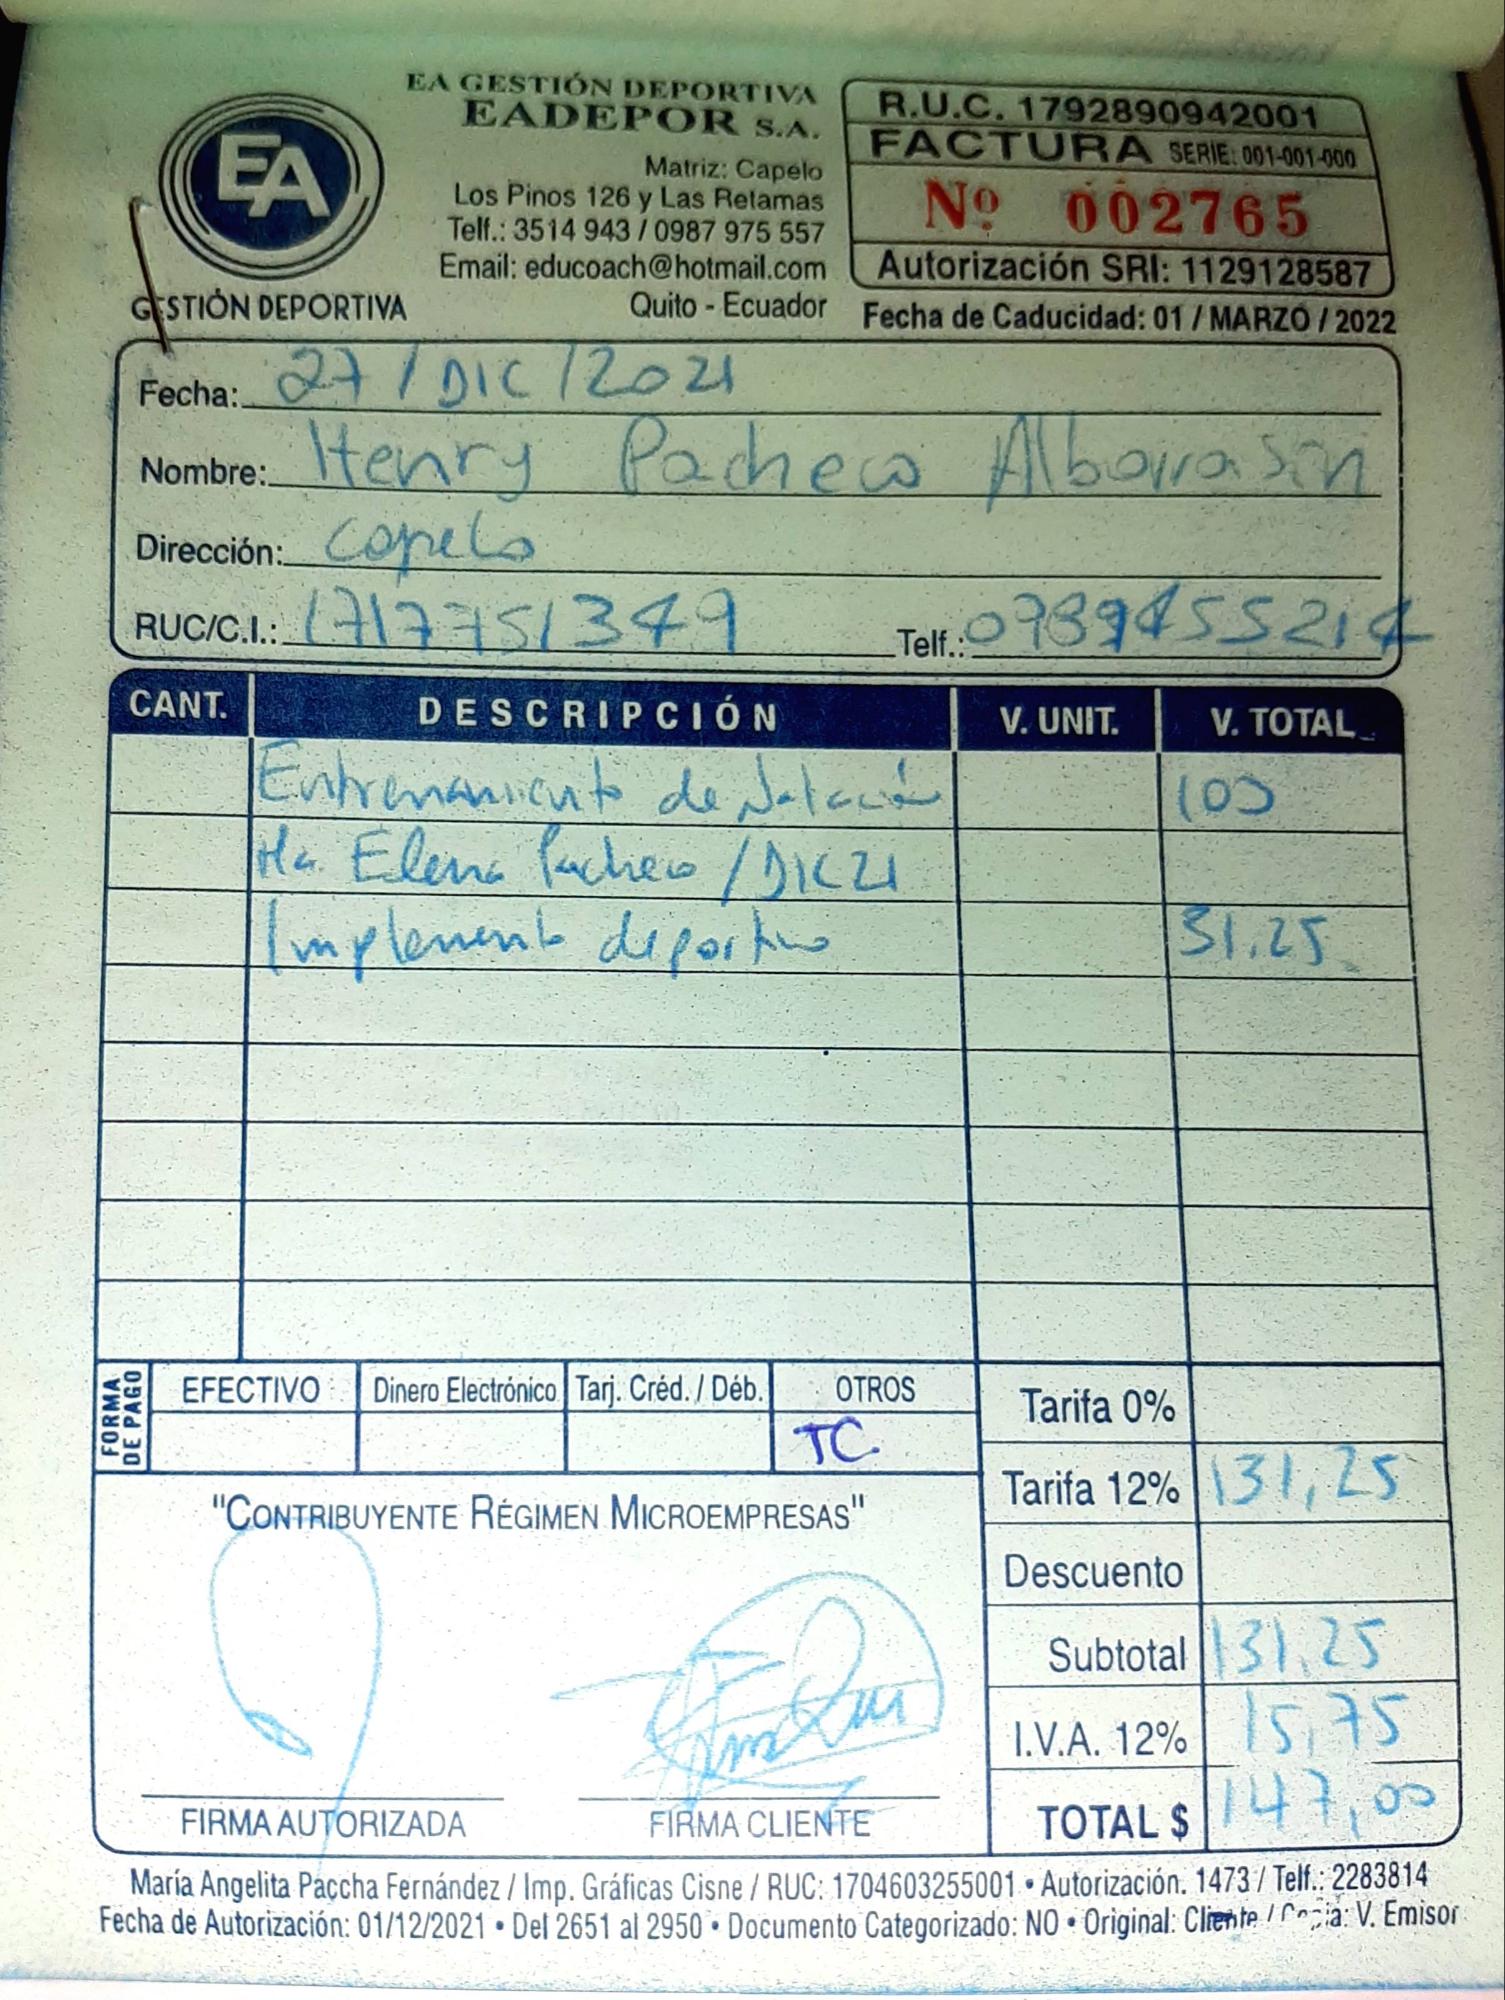 EA GESTIÓN DEPORTIVA
EADEPOR S.A.
Matriz: Capelo
Los Pinos 126 y Las Retamas
Telf.: 3514 943 / 0987 975 557
Email: educoach@hotmail.com
Quito - Ecuador
EA
GESTIÓN DEPORTIVA
R.U.C. 1792890942001
FACTURA SERIE: 001-001-000
Nº 002765
Autorización SRI: 1129128587
Fecha de Caducidad: 01 / MARZO / 2022
Fecha: 27 / DIC / 2021
Nombre: Henry Pacheco Albarrasin
Dirección: Capelo
RUC/C.I.: 1717751349 Telf.: 0989455214
CANT. DESCRIPCIÓN V. UNIT. V. TOTAL
Entrenamiento de Natación 100
Ma. Elena Pacheco / DIC 21
Implemento deportivo 31.25
FORMA DE PAGO
EFECTIVO Dinero Electrónico Tarj. Créd. / Déb. OTROS
TC.
Tarifa 0%
Tarifa 12% 131,25
Descuento
Subtotal 131.25
I.V.A. 12% 15,75
TOTAL $ 147,00
"CONTRIBUYENTE RÉGIMEN MICROEMPRESAS"
FIRMA AUTORIZADA FIRMA CLIENTE
María Angelita Paccha Fernández / Imp. Gráficas Cisne / RUC: 1704603255001 • Autorización. 1473 / Telf.: 2283814
Fecha de Autorización: 01/12/2021 • Del 2651 al 2950 • Documento Categorizado: NO • Original: Cliente / Copia: V. Emisor